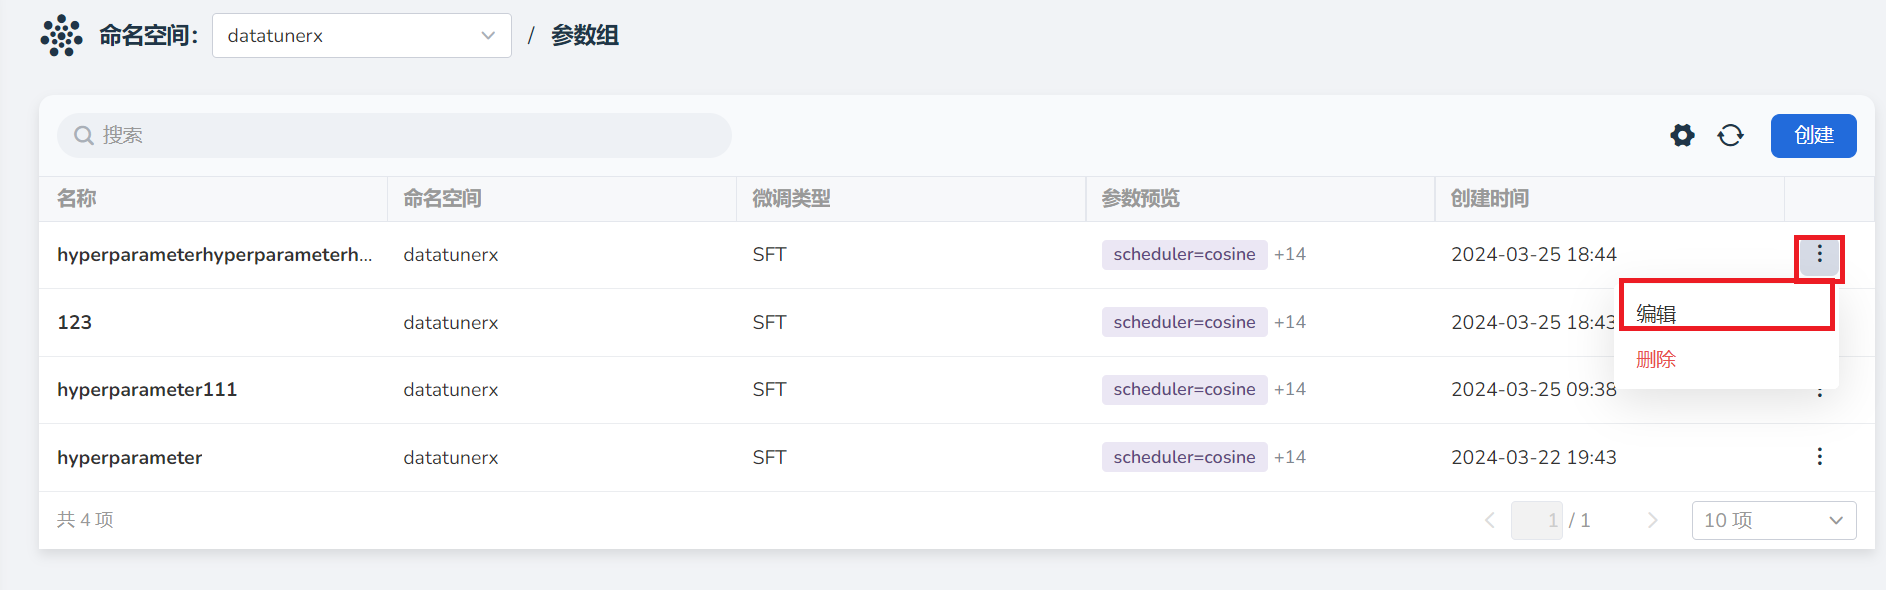 命名空间: datatunerx / 参数组
搜索 创建
名称 命名空间 微调类型 参数预览 创建时间
hyperparameterhyperparameterh... datatunerx SFT scheduler=cosine +14 2024-03-25 18:44
123 datatunerx SFT scheduler=cosine +14 2024-03-25 18:43
编辑
删除
hyperparameter111 datatunerx SFT scheduler=cosine +14 2024-03-25 09:38
hyperparameter datatunerx SFT scheduler=cosine +14 2024-03-22 19:43
共 4 项 1 / 1 10 项